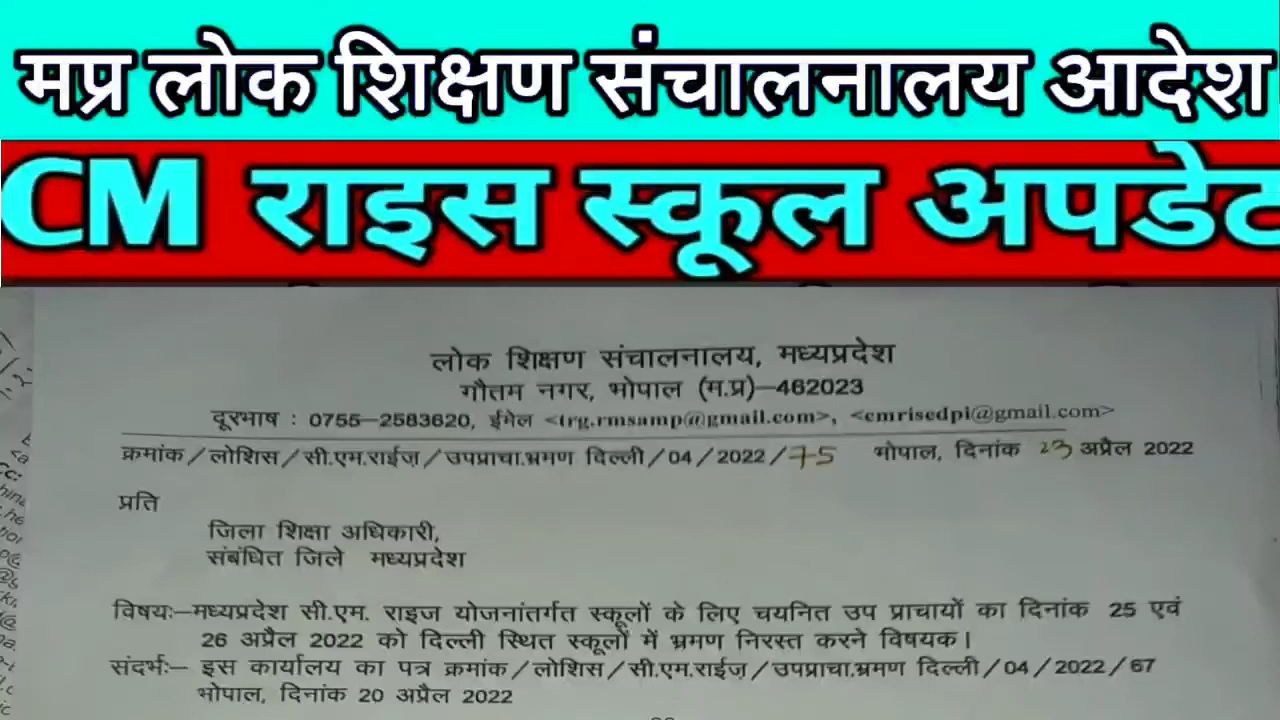 मप्र लोक शिक्षण संचालनालय आदेश
CM राइस स्कूल अपडेट
लोक शिक्षण संचालनालय, मध्यप्रदेश
गौतम नगर, भोपाल (म.प्र)–462023
दूरभाष : 0755–2583620, ईमेल <trg.rmsamp@gmail.com>, <cmrisedpi@gmail.com>
क्रमांक/लोशिस/सी.एम.राईज़/उपप्राचा.भ्रमण दिल्ली/04/2022/75 भोपाल, दिनांक 23 अप्रैल 2022
प्रति
जिला शिक्षा अधिकारी,
संबंधित जिले मध्यप्रदेश
विषयः–मध्यप्रदेश सी.एम. राइज योजनांतर्गत स्कूलों के लिए चयनित उप प्राचार्यो का दिनांक 25 एवं
26 अप्रैल 2022 को दिल्ली स्थित स्कूलों में भ्रमण निरस्त करने विषयक।
संदर्भः– इस कार्यालय का पत्र क्रमांक/लोशिस/सी.एम.राईज़/उपप्राचा.भ्रमण दिल्ली/04/2022/67
भोपाल, दिनांक 20 अप्रैल 2022